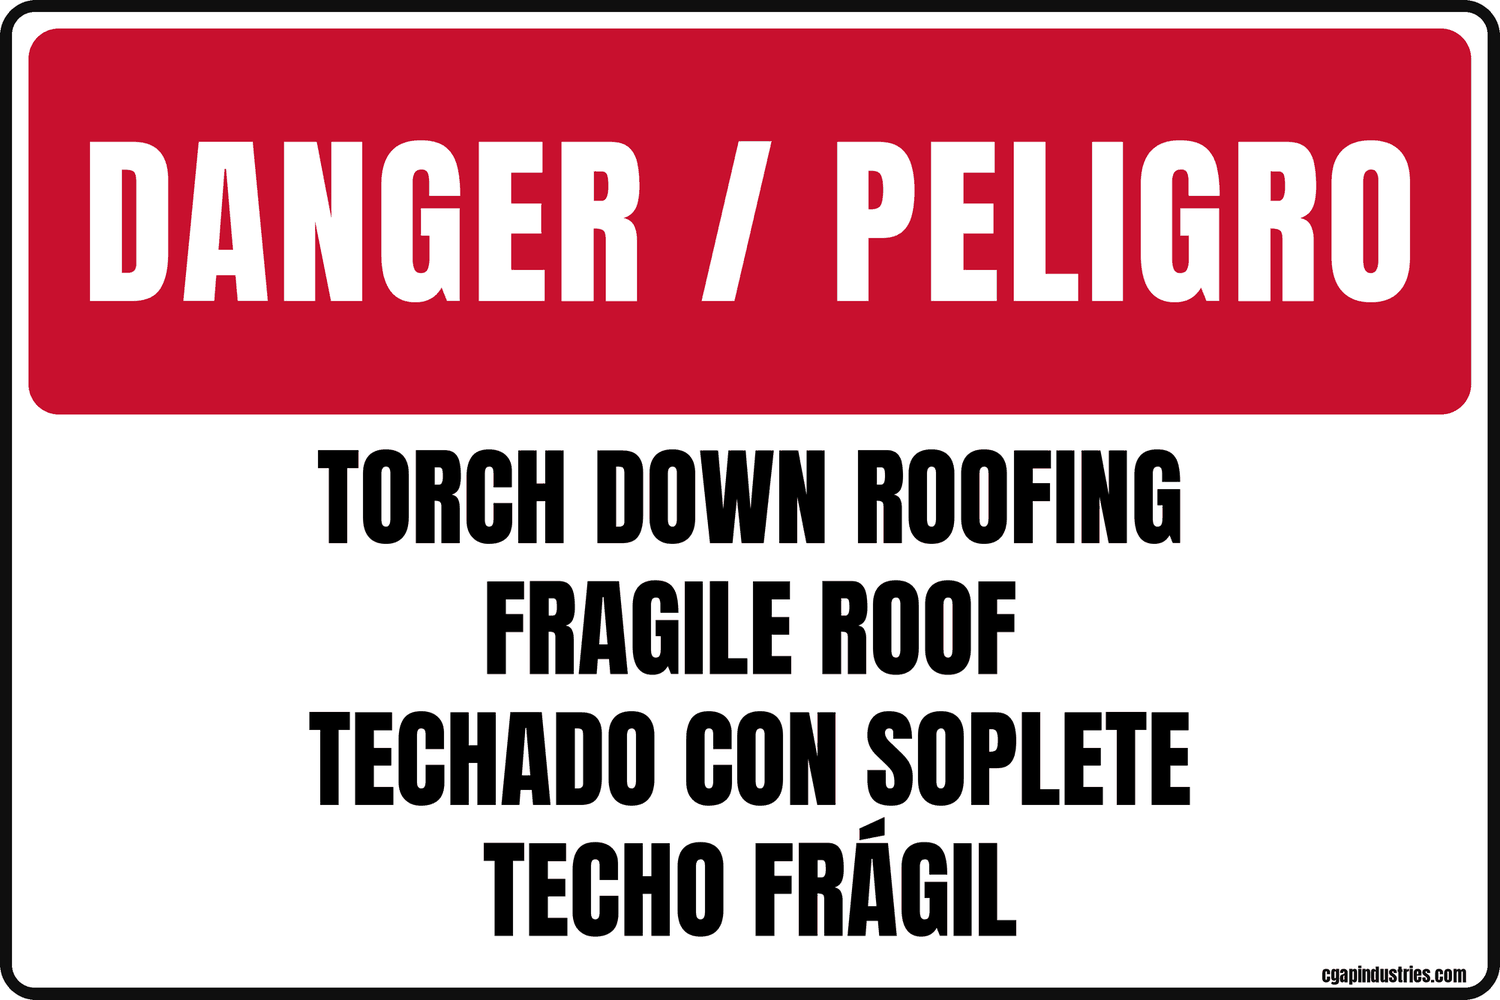 DANGER / PELIGRO
TORCH DOWN ROOFING
FRAGILE ROOF
TECHADO CON SOPLETE
TECHO FRÁGIL
cgapindustries.com